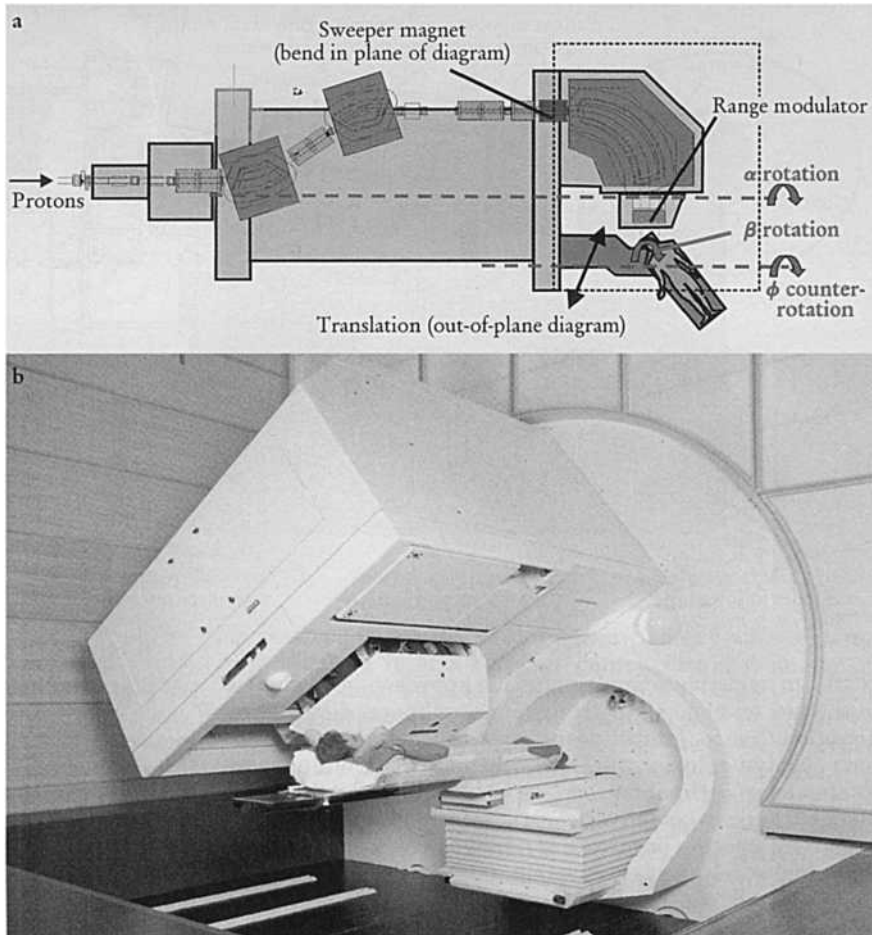 a
Sweeper magnet
(bend in plane of diagram)
Range modulator
Protons
α rotation
β rotation
ϕ counter-
rotation
Translation (out-of-plane diagram)
b